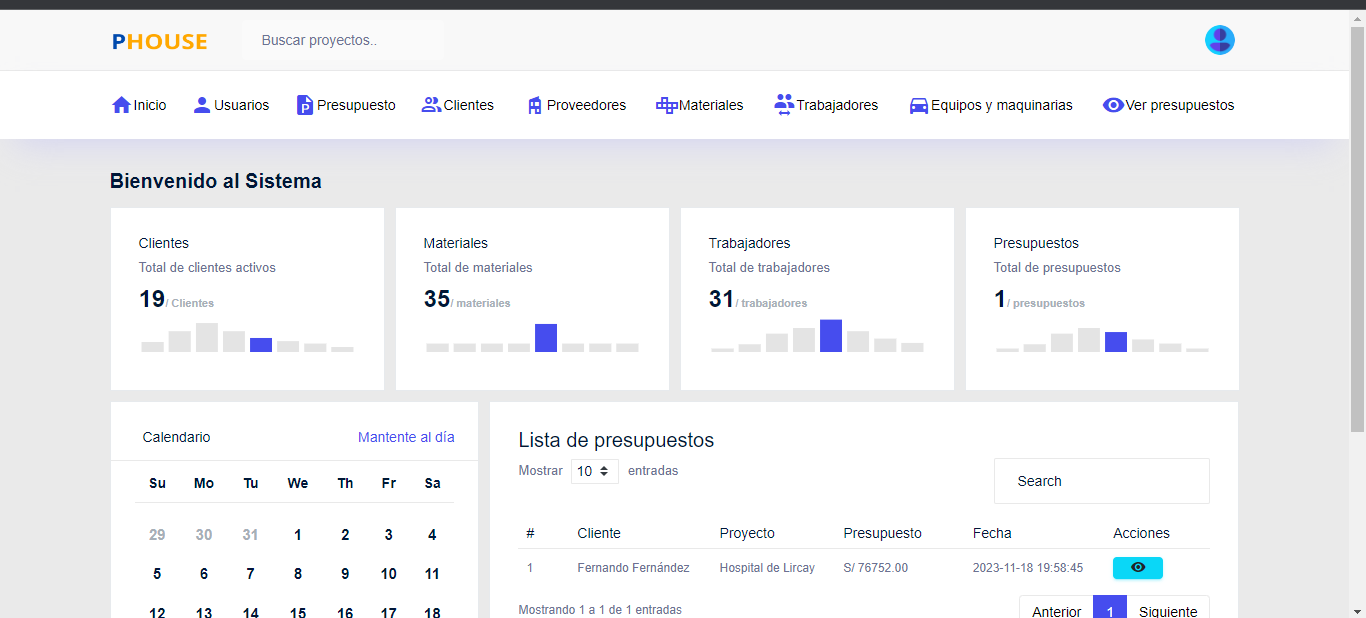 PHOUSE Buscar proyectos..
Inicio Usuarios Presupuesto Clientes Proveedores Materiales Trabajadores Equipos y maquinarias Ver presupuestos
Bienvenido al Sistema
Clientes
Total de clientes activos
19/ Clientes
Materiales
Total de materiales
35/ materiales
Trabajadores
Total de trabajadores
31/ trabajadores
Presupuestos
Total de presupuestos
1/ presupuestos
Calendario Mantente al día
Su Mo Tu We Th Fr Sa
29 30 31 1 2 3 4
5 6 7 8 9 10 11
12 13 14 15 16 17 18
Lista de presupuestos
Mostrar 10 entradas
Search
# Cliente Proyecto Presupuesto Fecha Acciones
1 Fernando Fernández Hospital de Lircay S/ 76752.00 2023-11-18 19:58:45
Mostrando 1 a 1 de 1 entradas
Anterior 1 Siguiente